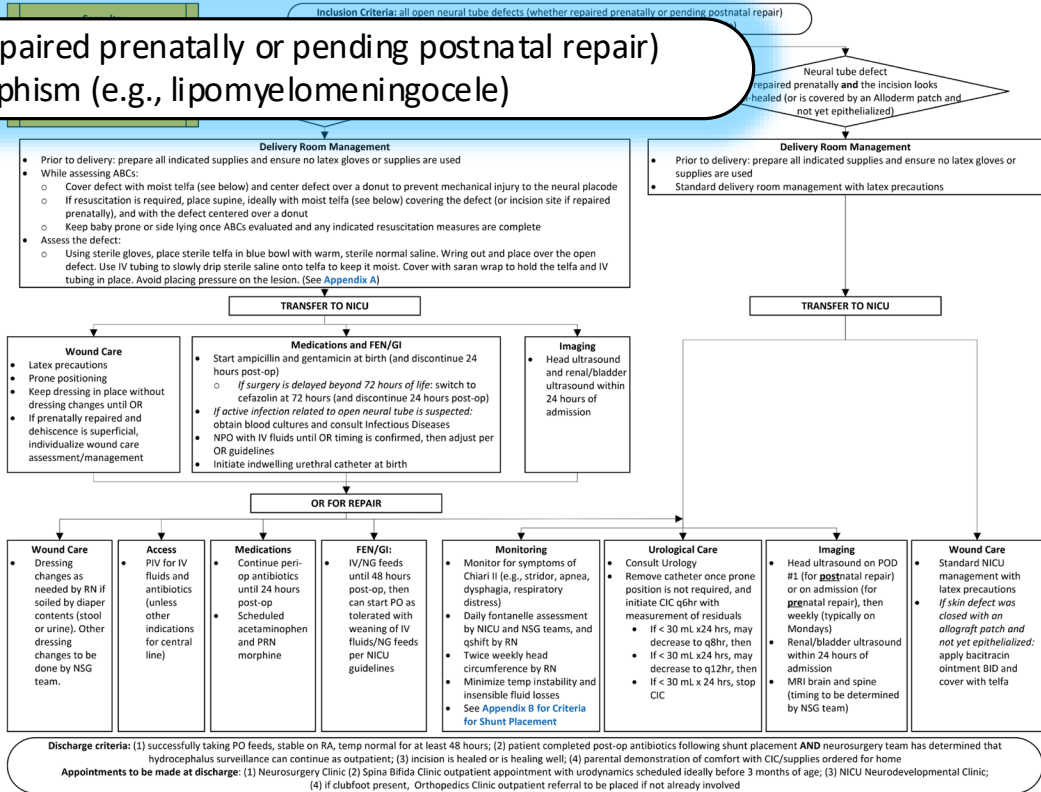 Inclusion Criteria: all open neural tube defects (whether repaired prenatally or pending postnatal repair)
paired prenatally or pending postnatal repair)
phism (e.g., lipomyelomeningocele)
Neural tube defect
repaired prenatally and the incision looks
-healed (or is covered by an Alloderm patch and
not yet epithelialized)
Delivery Room Management
• Prior to delivery: prepare all indicated supplies and ensure no latex gloves or supplies are used
• While assessing ABCs:
o Cover defect with moist telfa (see below) and center defect over a donut to prevent mechanical injury to the neural placode
o If resuscitation is required, place supine, ideally with moist telfa (see below) covering the defect (or incision site if repaired
prenatally), and with the defect centered over a donut
o Keep baby prone or side lying once ABCs evaluated and any indicated resuscitation measures are complete
• Assess the defect:
o Using sterile gloves, place sterile telfa in blue bowl with warm, sterile normal saline. Wring out and place over the open
defect. Use IV tubing to slowly drip sterile saline onto telfa to keep it moist. Cover with saran wrap to hold the telfa and IV
tubing in place. Avoid placing pressure on the lesion. (See Appendix A)
Delivery Room Management
• Prior to delivery: prepare all indicated supplies and ensure no latex gloves or
supplies are used
• Standard delivery room management with latex precautions
TRANSFER TO NICU
TRANSFER TO NICU
Wound Care
• Latex precautions
• Prone positioning
• Keep dressing in place without
dressing changes until OR
• If prenatally repaired and
dehiscence is superficial,
individualize wound care
assessment/management
Medications and FEN/GI
• Start ampicillin and gentamicin at birth (and discontinue 24
hours post-op)
o If surgery is delayed beyond 72 hours of life: switch to
cefazolin at 72 hours (and discontinue 24 hours post-op)
• If active infection related to open neural tube is suspected:
obtain blood cultures and consult Infectious Diseases
• NPO with IV fluids until OR timing is confirmed, then adjust per
OR guidelines
• Initiate indwelling urethral catheter at birth
Imaging
• Head ultrasound
and renal/bladder
ultrasound within
24 hours of
admission
OR FOR REPAIR
Wound Care
• Dressing
changes as
needed by RN if
soiled by diaper
contents (stool
or urine). Other
dressing
changes to be
done by NSG
team.
Access
• PIV for IV
fluids and
antibiotics
(unless
other
indications
for central
line)
Medications
• Continue peri-
op antibiotics
until 24 hours
post-op
• Scheduled
acetaminophen
and PRN
morphine
FEN/GI:
• IV/NG feeds
until 48 hours
post-op, then
can start PO as
tolerated with
weaning of IV
fluids/NG feeds
per NICU
guidelines
Monitoring
• Monitor for symptoms of
Chiari II (e.g., stridor, apnea,
dysphagia, respiratory
distress)
• Daily fontanelle assessment
by NICU and NSG teams, and
qshift by RN
• Twice weekly head
circumference by RN
• Minimize temp instability and
insensible fluid losses
• See Appendix B for Criteria
for Shunt Placement
Urological Care
• Consult Urology
• Remove catheter once prone
position is not required, and
initiate CIC q6hr with
measurement of residuals
• If < 30 mL x24 hrs, may
decrease to q8hr, then
• If < 30 mL x24 hrs, may
decrease to q12hr, then
• If < 30 mL x 24 hrs, stop
CIC
Imaging
• Head ultrasound on POD
#1 (for postnatal repair)
or on admission (for
prenatal repair), then
weekly (typically on
Mondays)
• Renal/bladder ultrasound
within 24 hours of
admission
• MRI brain and spine
(timing to be determined
by NSG team)
Wound Care
• Standard NICU
management with
latex precautions
• If skin defect was
closed with an
allograft patch and
not yet epithelialized:
apply bacitracin
ointment BID and
cover with telfa
Discharge criteria: (1) successfully taking PO feeds, stable on RA, temp normal for at least 48 hours; (2) patient completed post-op antibiotics following shunt placement AND neurosurgery team has determined that
hydrocephalus surveillance can continue as outpatient; (3) incision is healed or is healing well; (4) parental demonstration of comfort with CIC/supplies ordered for home
Appointments to be made at discharge: (1) Neurosurgery Clinic (2) Spina Bifida Clinic outpatient appointment with urodynamics scheduled ideally before 3 months of age; (3) NICU Neurodevelopmental Clinic;
(4) if clubfoot present, Orthopedics Clinic outpatient referral to be placed if not already involved